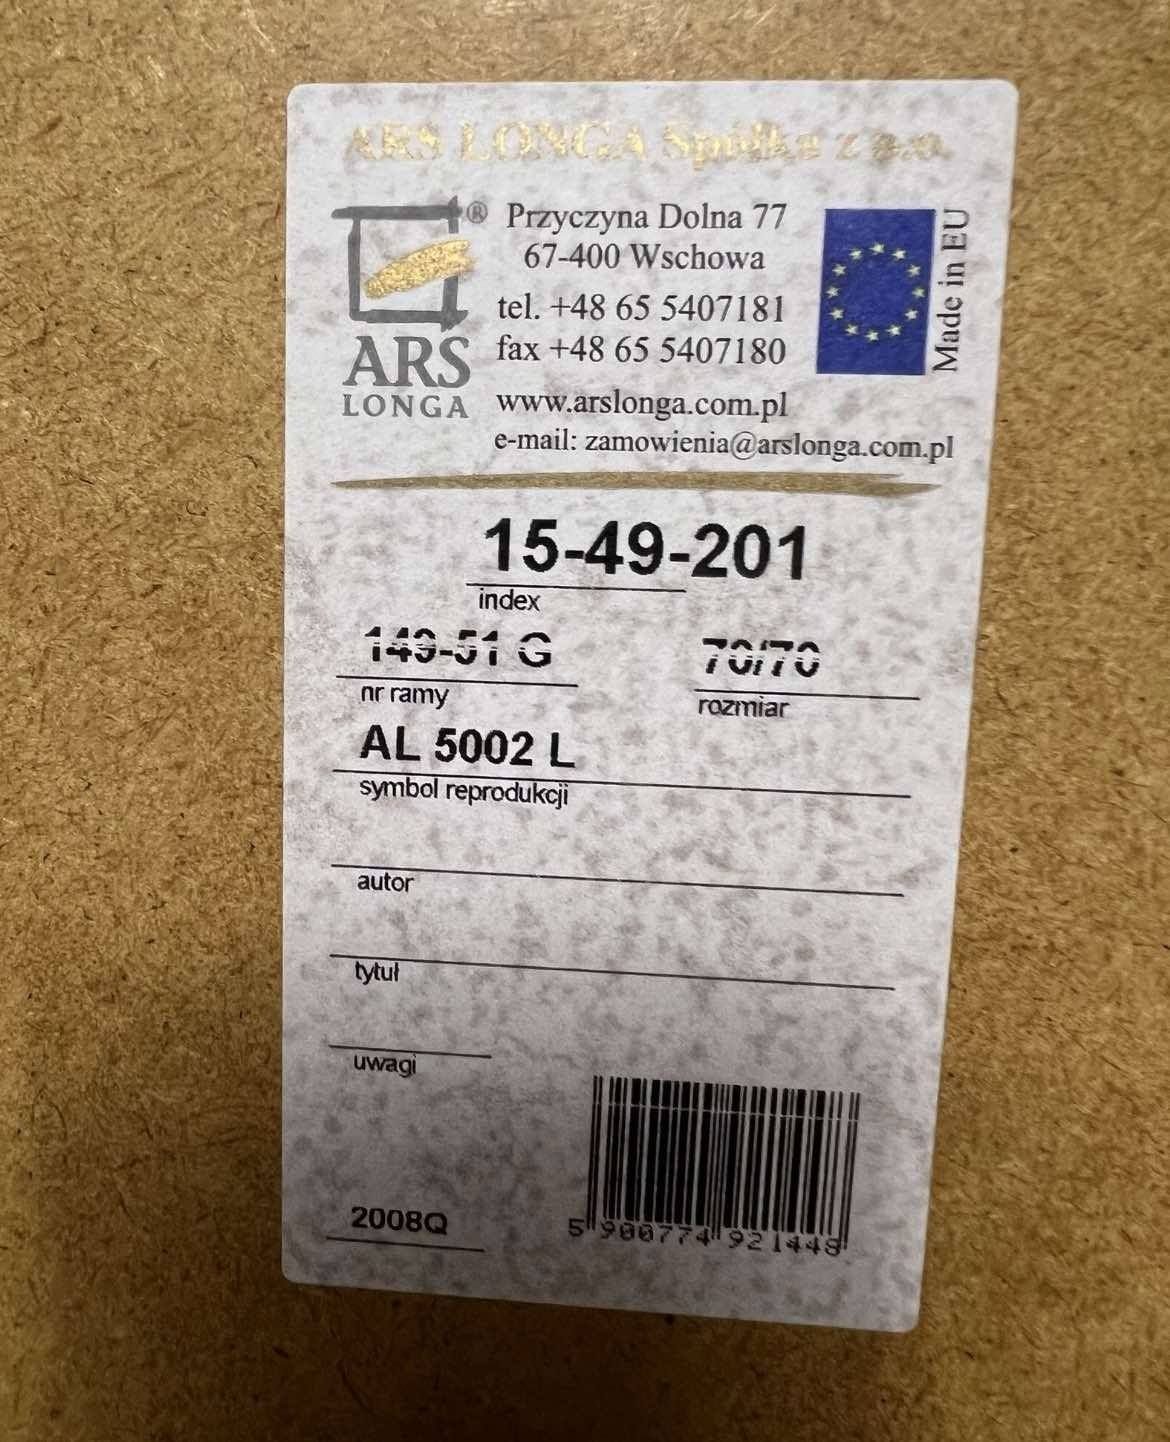 ARS LONGA Spółka z o.o.
® Przyczyna Dolna 77
67-400 Wschowa
tel. +48 65 5407181
fax +48 65 5407180
www.arslonga.com.pl
e-mail: zamowienia@arslonga.com.pl
ARS
LONGA
Made in EU
15-49-201
index
149-51 G 70/70
nr ramy rozmiar
AL 5002 L
symbol reprodukcji
autor
tytuł
uwagi
2008Q
5 900774 921448